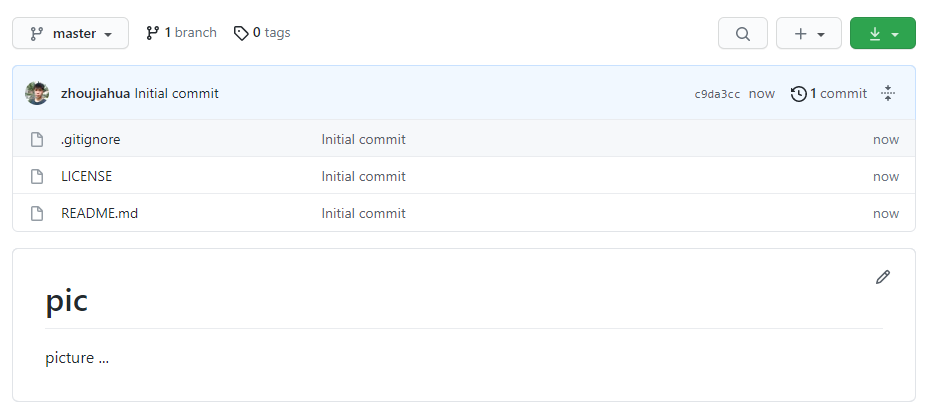 master 1 branch 0 tags
zhoujiahua Initial commit c9da3cc now 1 commit
.gitignore Initial commit now
LICENSE Initial commit now
README.md Initial commit now
pic
picture ...